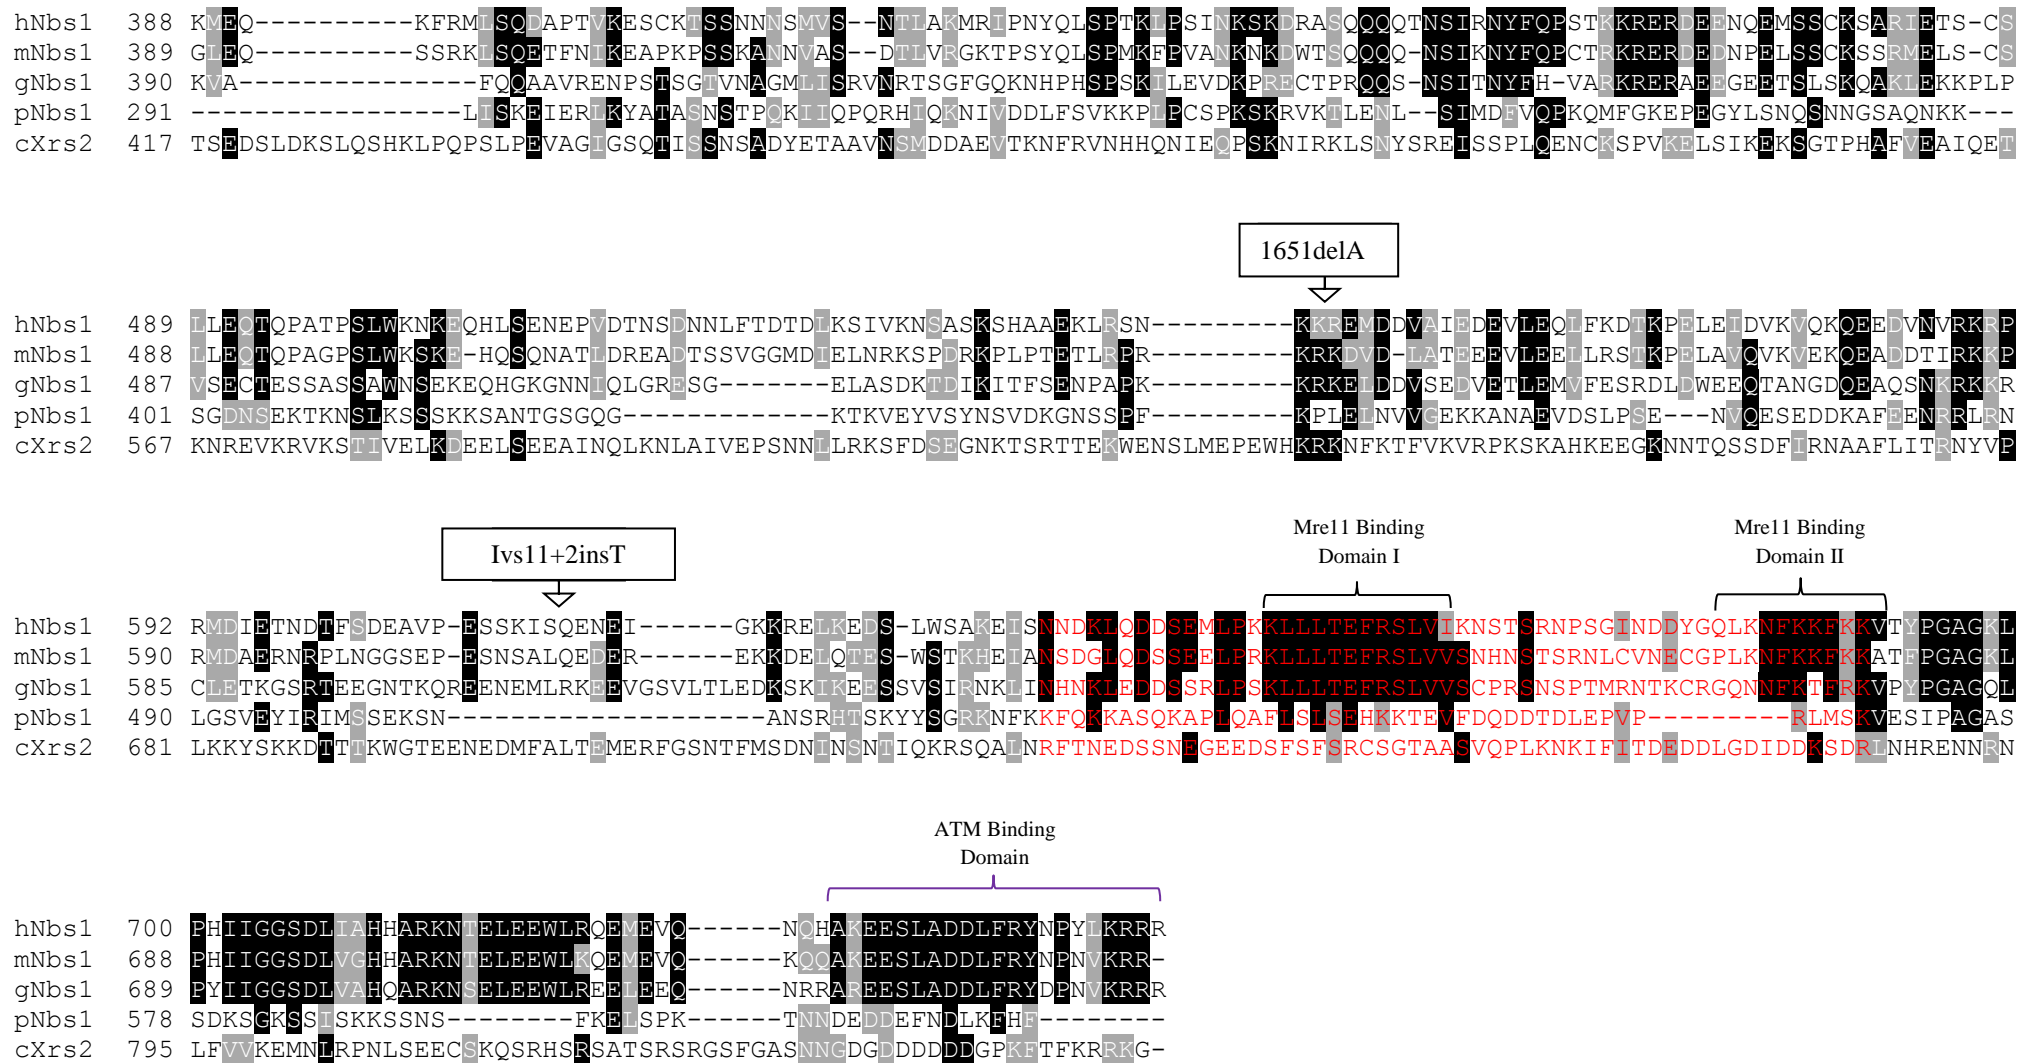 hNbs1 388 KMEQ----------KFRMLSQDAPTVKESCKTSSNNNSMVS--NTLAKMRIPNYQLSPTKLPSINKSKDRASQQQQTNSIRNYFQPSTKKRERDEENQEMSSCKSARIETS-CS
mNbs1 389 GLEQ----------SSRKLSQETFNIKEAPKPSSKANNVAS--DTLVRGKTPSYQLSPMKFPVANKNKDWTSQQQQ-NSIKNYFQPCTRKRERDEDNPELSSCKSSRMELS-CS
gNbs1 390 KVA---------------FQQAAVRENPSTSGTVNAGMLISRVNRTSGFGQKNHPHSPSKILEVDKPRECTPRQQS-NSITNYFH-VARKRERAEEGEETSLSKQAKLEKKPLP
pNbs1 291 -----------------LISKEIERLKYATASNSTPQKIIQPQRHIQKNIVDDLFSVKKPLPCSPKSKRVKTLENL--SIMDFVQPKQMFGKEPEGYLSNQSNNGSAQNKK---
cXrs2 417 TSEDSLDKSLQSHKLPQPSLPEVAGIGSQTISSNSADYETAAVNSMDDAEVTKNFRVNHHQNIEQPSKNIRKLSNYSREISSPLQENCKSPVKELSIKEKSGTPHAFVEAIQET
1651delA
hNbs1 489 LLEQTQPATPSLWKNKEQHLSENEPVDTNSDNNLFTDTDLKSIVKNSASKSHAAEKLRSN---------KKREMDDVAIEDEVLEQLFKDTKPELEIDVKVQKQEEDVNVRKRP
mNbs1 488 LLEQTQPAGPSLWKSKE-HQSQNATLDREADTSSVGGMDIELNRKSPDRKPLPTETLRPR---------KRKDVD-LATEEEVLEELLRSTKPELAVQVKVEKQEADDTIRKKP
gNbs1 487 VSECTESSASSAWNSEKEQHGKGNNIQLGRESG-------ELASDKTDIKITFSENPAPK---------KRKELDDVSEDVETLEMVFESRDLDWEEQTANGDQEAQSNKRKKR
pNbs1 401 SGDNSEKTKNSLKSSSKKSANTGSGQG-------------KTKVEYVSYNSVDKGNSSPF---------KPLELNVVGEKKANAEVDSLPSE---NVQESEDDKAFEENRRLRN
cXrs2 567 KNREVKRVKSTIVELKDEELSEEAINQLKNLAIVEPSNNLLRKSFDSEGNKTSRTTEKWENSLMEPEWHKRKNFKTFVKVRPKSKAHKEEGKNNTQSSDFIRNAAFLITRNYVP
Ivs11+2insT
Mre11 Binding
Domain I
Mre11 Binding
Domain II
hNbs1 592 RMDIETNDTFSDEAVP-ESSKISQENEI------GKKRELKEDS-LWSAKEISNNDKLQDDSEMLPKKLLLTEFRSLVIKNSTSRNPSGINDDYGQLKNFKKFKKVTYPGAGKL
mNbs1 590 RMDAERNRPLNGGSEP-ESNSALQEDER------EKKDELQTES-WSTKHEIANSDGLQDSSEELPRKLLLTEFRSLVVSNHNSTSRNLCVNECGPLKNFKKFKKATFPGAGKL
gNbs1 585 CLETKGSRTEEGNTKQREENEMLRKEEVGSVLTLEDKSKIKEESSVSIRNKLINHNKLEDDSSRLPSKLLLTEFRSLVVSCPRSNSPTMRNTKCRGQNNFKTFRKVPYPGAGQL
pNbs1 490 LGSVEYIRIMSSEKSN--------------------ANSRHTSKYYSGRKNFKKFQKKASQKAPLQAFLSLSEHKKTEVFDQDDTDLEPVP---------RLMSKVESIPAGAS
cXrs2 681 LKKYSKKDTTTKWGTEENEDMFALTEMERFGSNTFMSDNINSNTIQKRSQALNRFTNEDSSNEGEEDSFSFSRCSGTAASVQPLKNKIFITDEDDLGDIDDKSDRLNHRENNRN
ATM Binding
Domain
hNbs1 700 PHIIGGSDLIAHHARKNTELEEWLRQEMEVQ------NQHAKEESLADDLFRYNPYLKRRR
mNbs1 688 PHIIGGSDLVGHHARKNTELEEWLKQEMEVQ------KQQAKEESLADDLFRYNPNVKRR-
gNbs1 689 PYIIGGSDLVAHQARKNSELEEWLREELEEQ------NRRAREESLADDLFRYDPNVKRRR
pNbs1 578 SDKSGKSSISKKSSNS--------FKELSPK------TNNDEDDEFNDLKFHF--------
cXrs2 795 LFVVKEMNLRPNLSEECSKQSRHSRSATSRSRGSFGASNNGDGDDDDDDGPKFTFKRRKG-